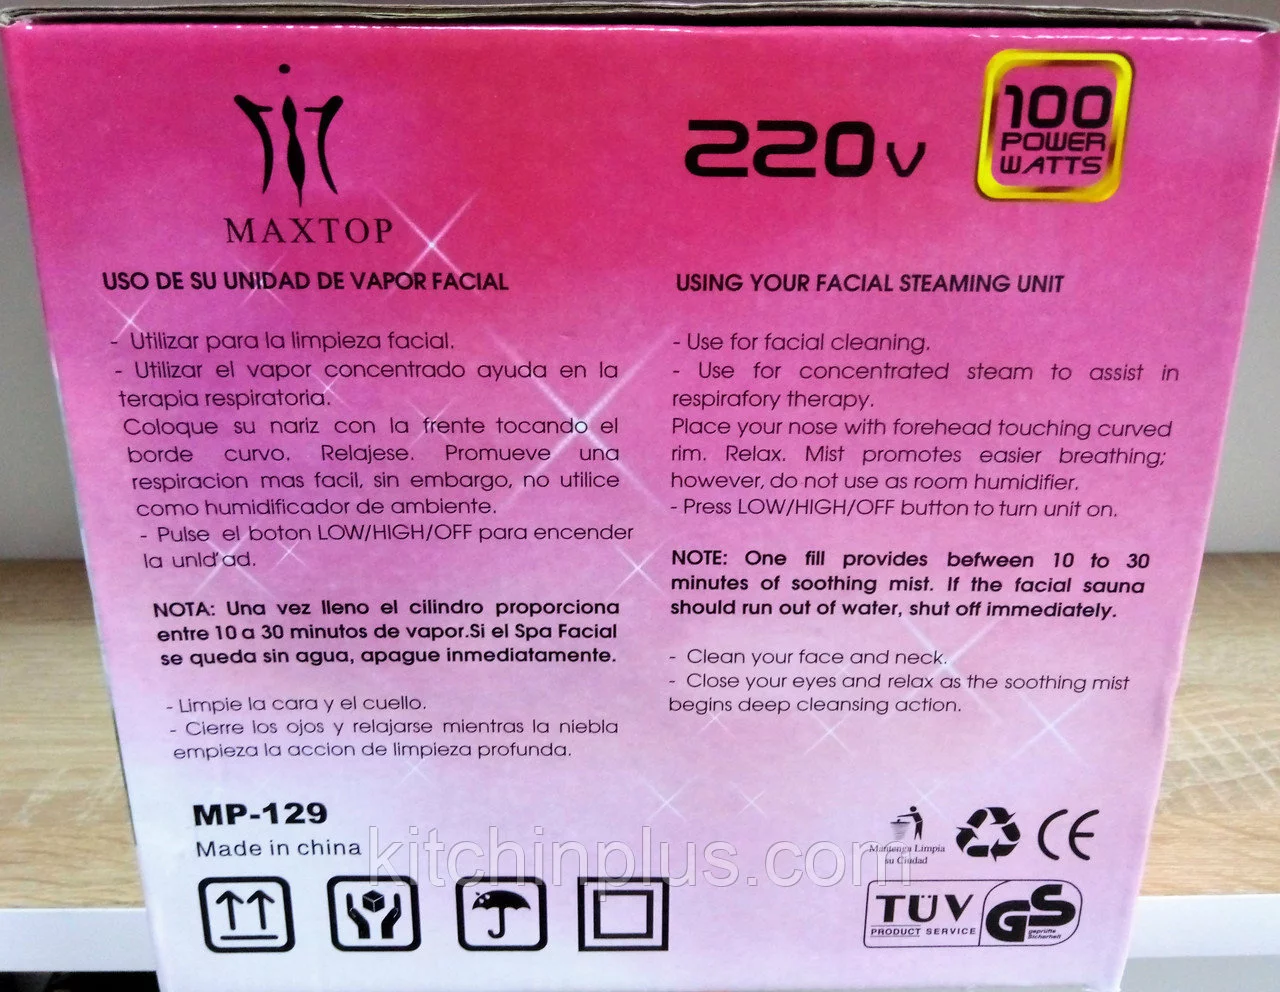 MAXTOP
220V
100
POWER
WATTS
USO DE SU UNIDAD DE VAPOR FACIAL
- Utilizar para la limpieza facial.
- Utilizar el vapor concentrado ayuda en la
terapia respiratoria.
Coloque su nariz con la frente tocando el
borde curvo. Relajese. Promueve una
respiracion mas facil, sin embargo, no utilice
como humidificador de ambiente.
- Pulse el boton LOW/HIGH/OFF para encender
la unid'ad.
NOTA: Una vez lleno el cilindro proporciona
entre 10 a 30 minutos de vapor.Si el Spa Facial
se queda sin agua, apague inmediatamente.
- Limpie la cara y el cuello.
- Cierre los ojos y relajarse mientras la niebla
empieza la accion de limpieza profunda.
USING YOUR FACIAL STEAMING UNIT
- Use for facial cleaning.
- Use for concentrated steam to assist in
respirafory therapy.
Place your nose with forehead touching curved
rim. Relax. Mist promotes easier breathing;
however, do not use as room humidifier.
- Press LOW/HIGH/OFF button to turn unit on.
NOTE: One fill provides befween 10 to 30
minutes of soothing mist. If the facial sauna
should run out of water, shut off immediately.
- Clean your face and neck.
- Close your eyes and relax as the soothing mist
begins deep cleansing action.
MP-129
Made in china
kitchinplus.com
Mantenga Limpia
su Ciudad
CE
TÜV
PRODUCT SERVICE
GS
geprüfte
Sicherheit